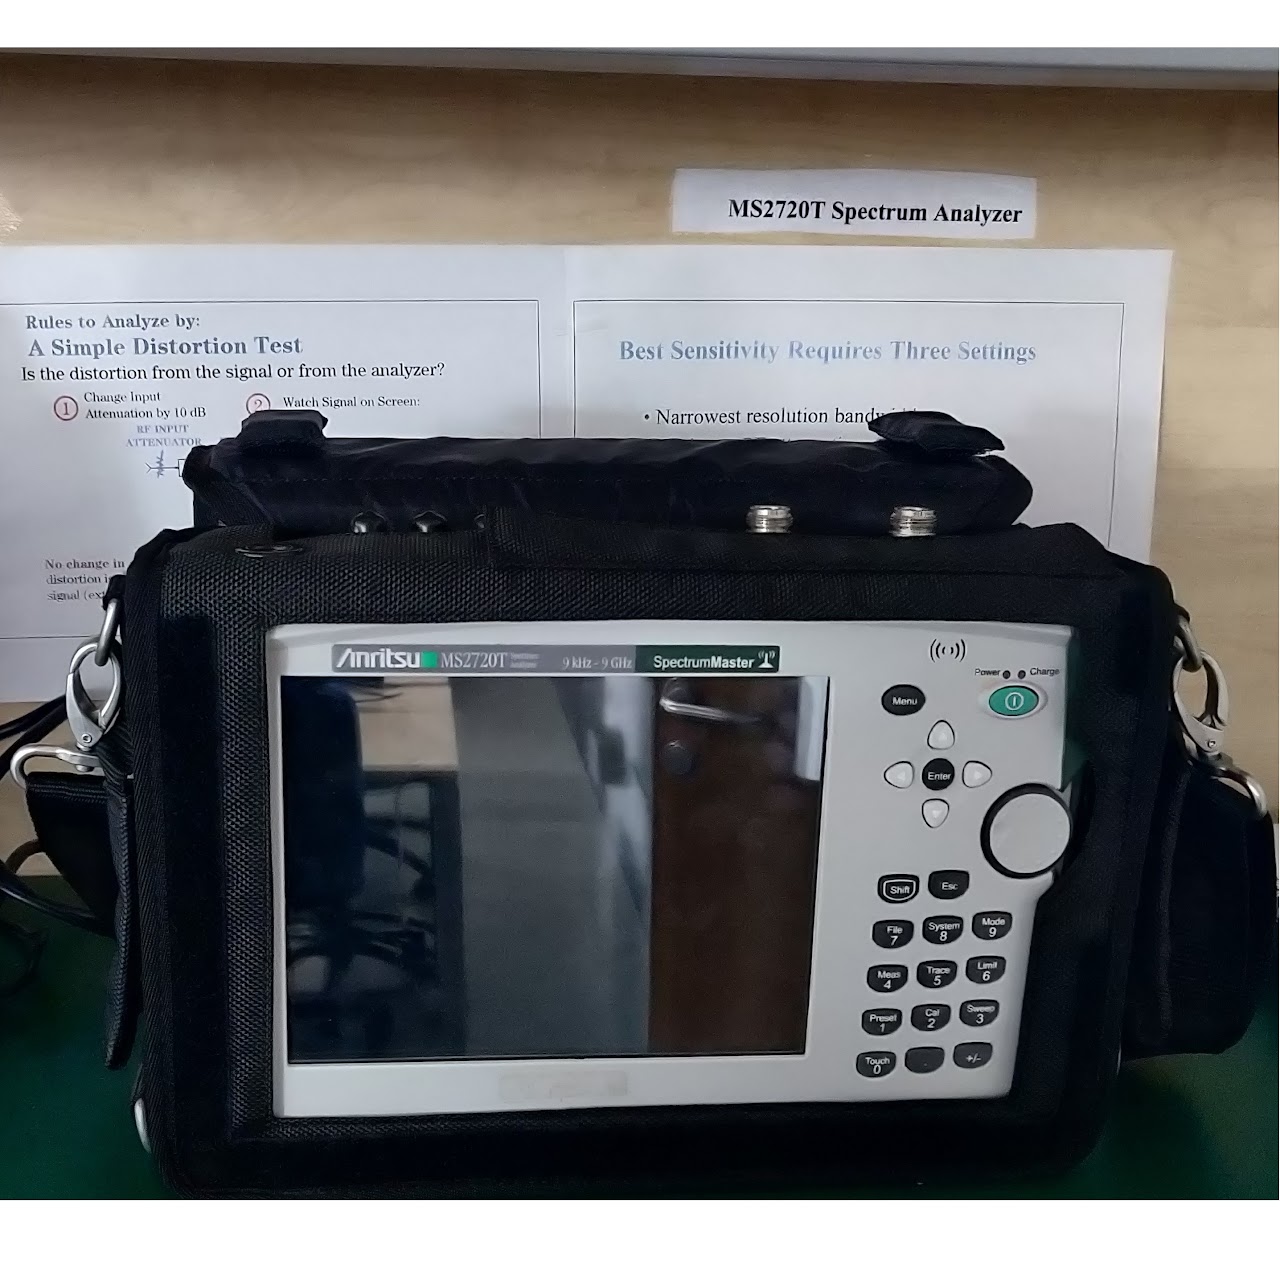 MS2720T Spectrum Analyzer
Rules to Analyze by:
A Simple Distortion Test
Is the distortion from the signal or from the analyzer?
1 Change Input
Attenuation by 10 dB
2 Watch Signal on Screen:
RF INPUT
ATTENUATOR
No change in
distortion
signal
Best Sensitivity Requires Three Settings
• Narrowest resolution
Anritsu MS2720T 9 kHz - 9 GHz SpectrumMaster
Power Charge
Menu
Enter
Shift Esc
File
7
System
8
Mode
9
Meas
4
Trace
5
Limit
6
Preset
1
Cal
2
Sweep
3
Touch
0
.
+/-